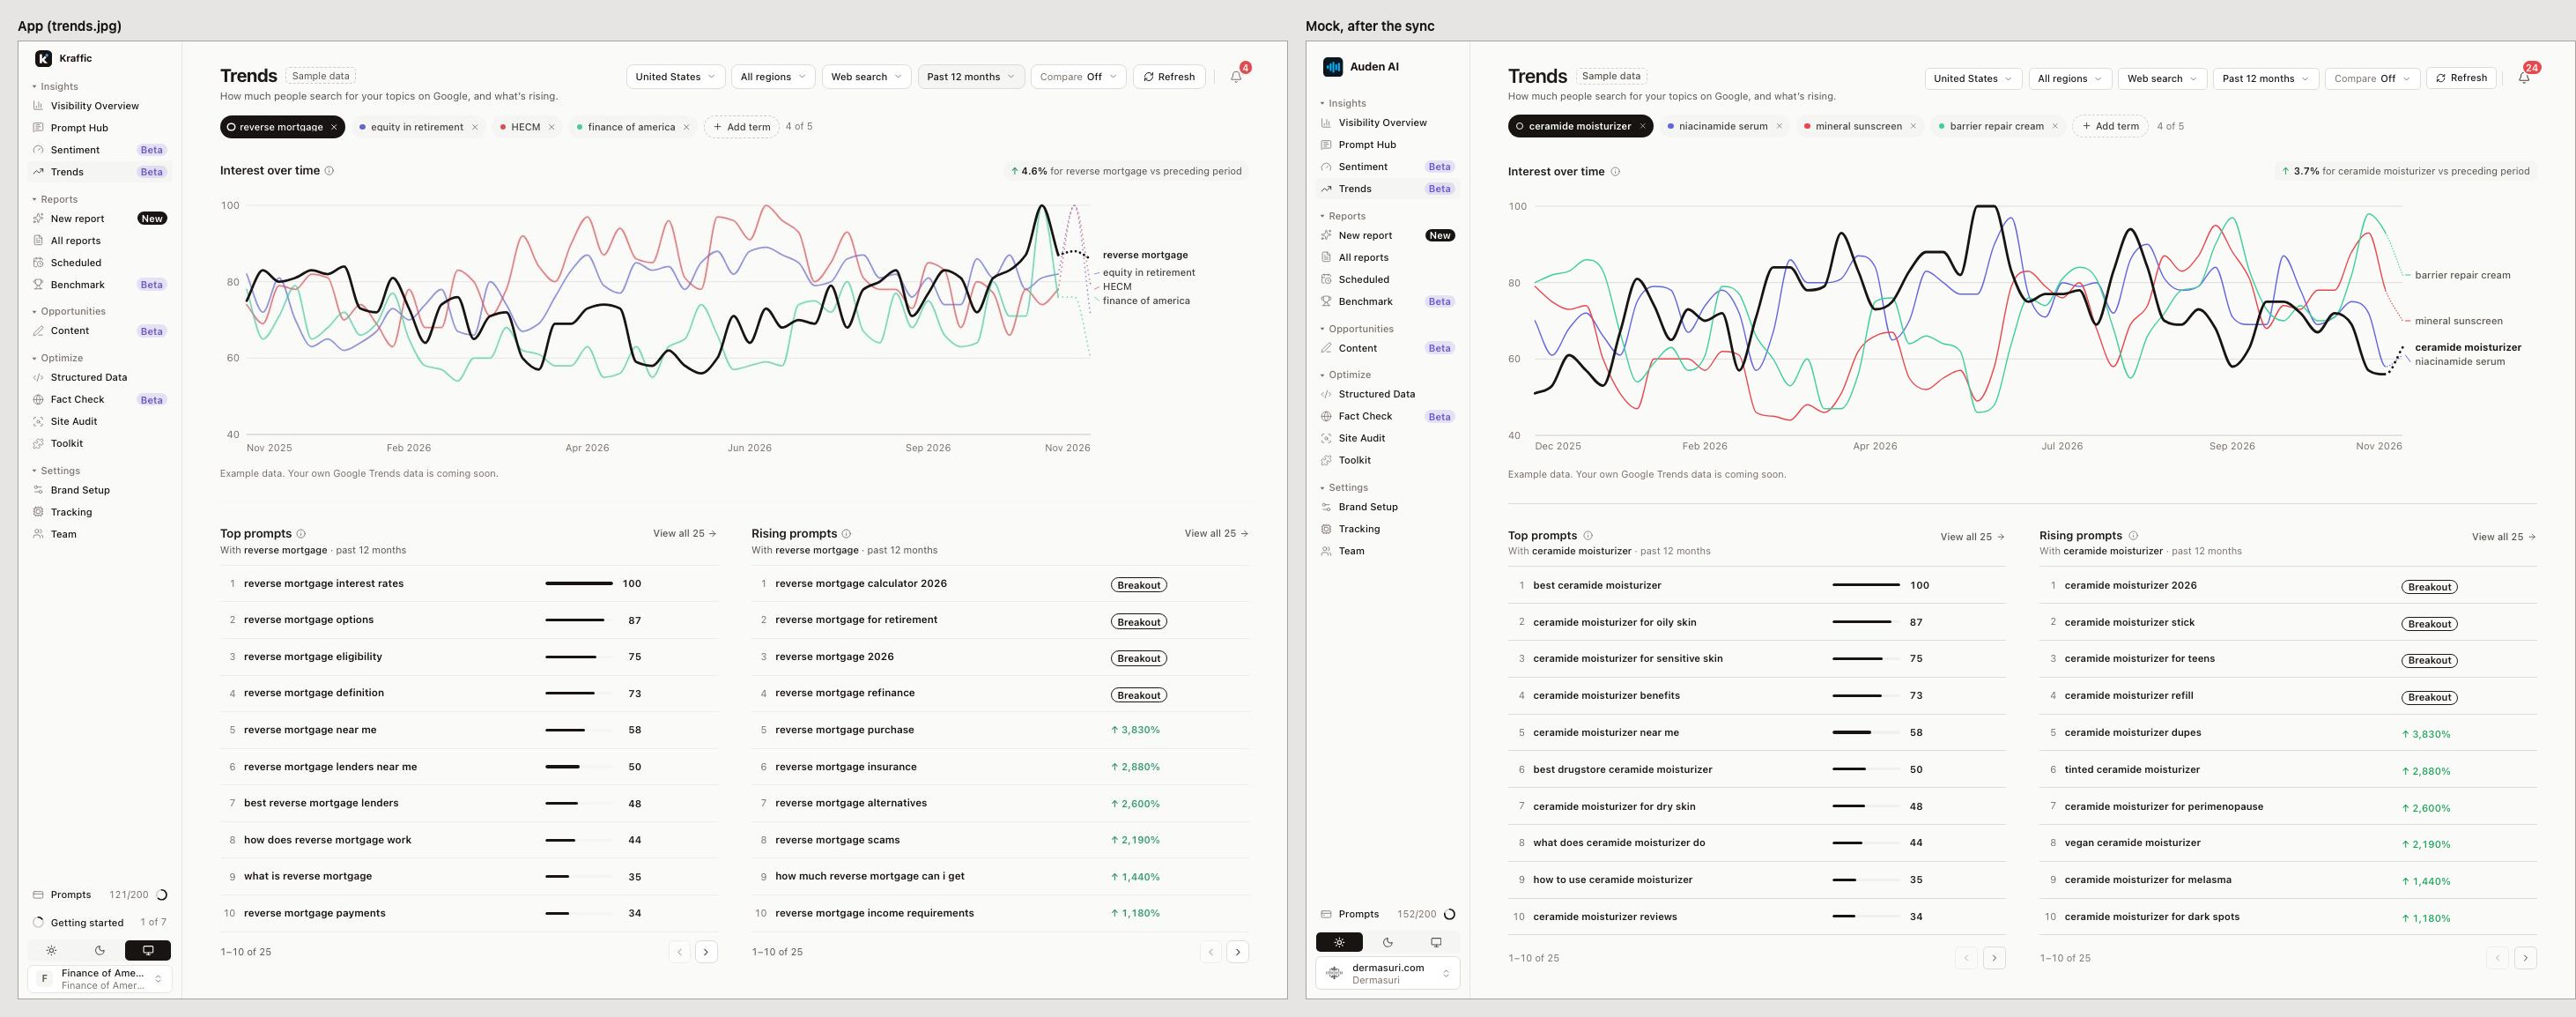 App (trends.jpg)
Kraffic
Insights
Visibility Overview
Prompt Hub
Sentiment Beta
Trends Beta
Reports
New report New
All reports
Scheduled
Benchmark Beta
Opportunities
Content Beta
Optimize
Structured Data
Fact Check Beta
Site Audit
Toolkit
Settings
Brand Setup
Tracking
Team
Prompts 121/200
Getting started 1 of 7
F Finance of Ame...
Finance of Amer...
Trends Sample data
How much people search for your topics on Google, and what's rising.
United States All regions Web search Past 12 months Compare Off Refresh 4
reverse mortgage × equity in retirement × HECM × finance of america × + Add term 4 of 5
Interest over time
↑ 4.6% for reverse mortgage vs preceding period
100
80
60
40
reverse mortgage
equity in retirement
HECM
finance of america
Nov 2025 Feb 2026 Apr 2026 Jun 2026 Sep 2026 Nov 2026
Example data. Your own Google Trends data is coming soon.
Top prompts View all 25 →
With reverse mortgage · past 12 months
1 reverse mortgage interest rates 100
2 reverse mortgage options 87
3 reverse mortgage eligibility 75
4 reverse mortgage definition 73
5 reverse mortgage near me 58
6 reverse mortgage lenders near me 50
7 best reverse mortgage lenders 48
8 how does reverse mortgage work 44
9 what is reverse mortgage 35
10 reverse mortgage payments 34
1–10 of 25
Rising prompts View all 25 →
With reverse mortgage · past 12 months
1 reverse mortgage calculator 2026 Breakout
2 reverse mortgage for retirement Breakout
3 reverse mortgage 2026 Breakout
4 reverse mortgage refinance Breakout
5 reverse mortgage purchase ↑ 3,830%
6 reverse mortgage insurance ↑ 2,880%
7 reverse mortgage alternatives ↑ 2,600%
8 reverse mortgage scams ↑ 2,190%
9 how much reverse mortgage can i get ↑ 1,440%
10 reverse mortgage income requirements ↑ 1,180%
1–10 of 25
Mock, after the sync
Auden AI
Insights
Visibility Overview
Prompt Hub
Sentiment Beta
Trends Beta
Reports
New report New
All reports
Scheduled
Benchmark Beta
Opportunities
Content Beta
Optimize
Structured Data
Fact Check Beta
Site Audit
Toolkit
Settings
Brand Setup
Tracking
Team
Prompts 152/200
dermasuri.com
Dermasuri
Trends Sample data
How much people search for your topics on Google, and what's rising.
United States All regions Web search Past 12 months Compare Off Refresh 24
ceramide moisturizer × niacinamide serum × mineral sunscreen × barrier repair cream × + Add term 4 of 5
Interest over time
↑ 3.7% for ceramide moisturizer vs preceding period
100
80
60
40
barrier repair cream
mineral sunscreen
ceramide moisturizer
niacinamide serum
Dec 2025 Feb 2026 Apr 2026 Jul 2026 Sep 2026 Nov 2026
Example data. Your own Google Trends data is coming soon.
Top prompts View all 25 →
With ceramide moisturizer · past 12 months
1 best ceramide moisturizer 100
2 ceramide moisturizer for oily skin 87
3 ceramide moisturizer for sensitive skin 75
4 ceramide moisturizer benefits 73
5 ceramide moisturizer near me 58
6 best drugstore ceramide moisturizer 50
7 ceramide moisturizer for dry skin 48
8 what does ceramide moisturizer do 44
9 how to use ceramide moisturizer 35
10 ceramide moisturizer reviews 34
1–10 of 25
Rising prompts View all 25 →
With ceramide moisturizer · past 12 months
1 ceramide moisturizer 2026 Breakout
2 ceramide moisturizer stick Breakout
3 ceramide moisturizer for teens Breakout
4 ceramide moisturizer refill Breakout
5 ceramide moisturizer dupes ↑ 3,830%
6 tinted ceramide moisturizer ↑ 2,880%
7 ceramide moisturizer for perimenopause ↑ 2,600%
8 vegan ceramide moisturizer ↑ 2,190%
9 ceramide moisturizer for melasma ↑ 1,440%
10 ceramide moisturizer for dark spots ↑ 1,180%
1–10 of 25